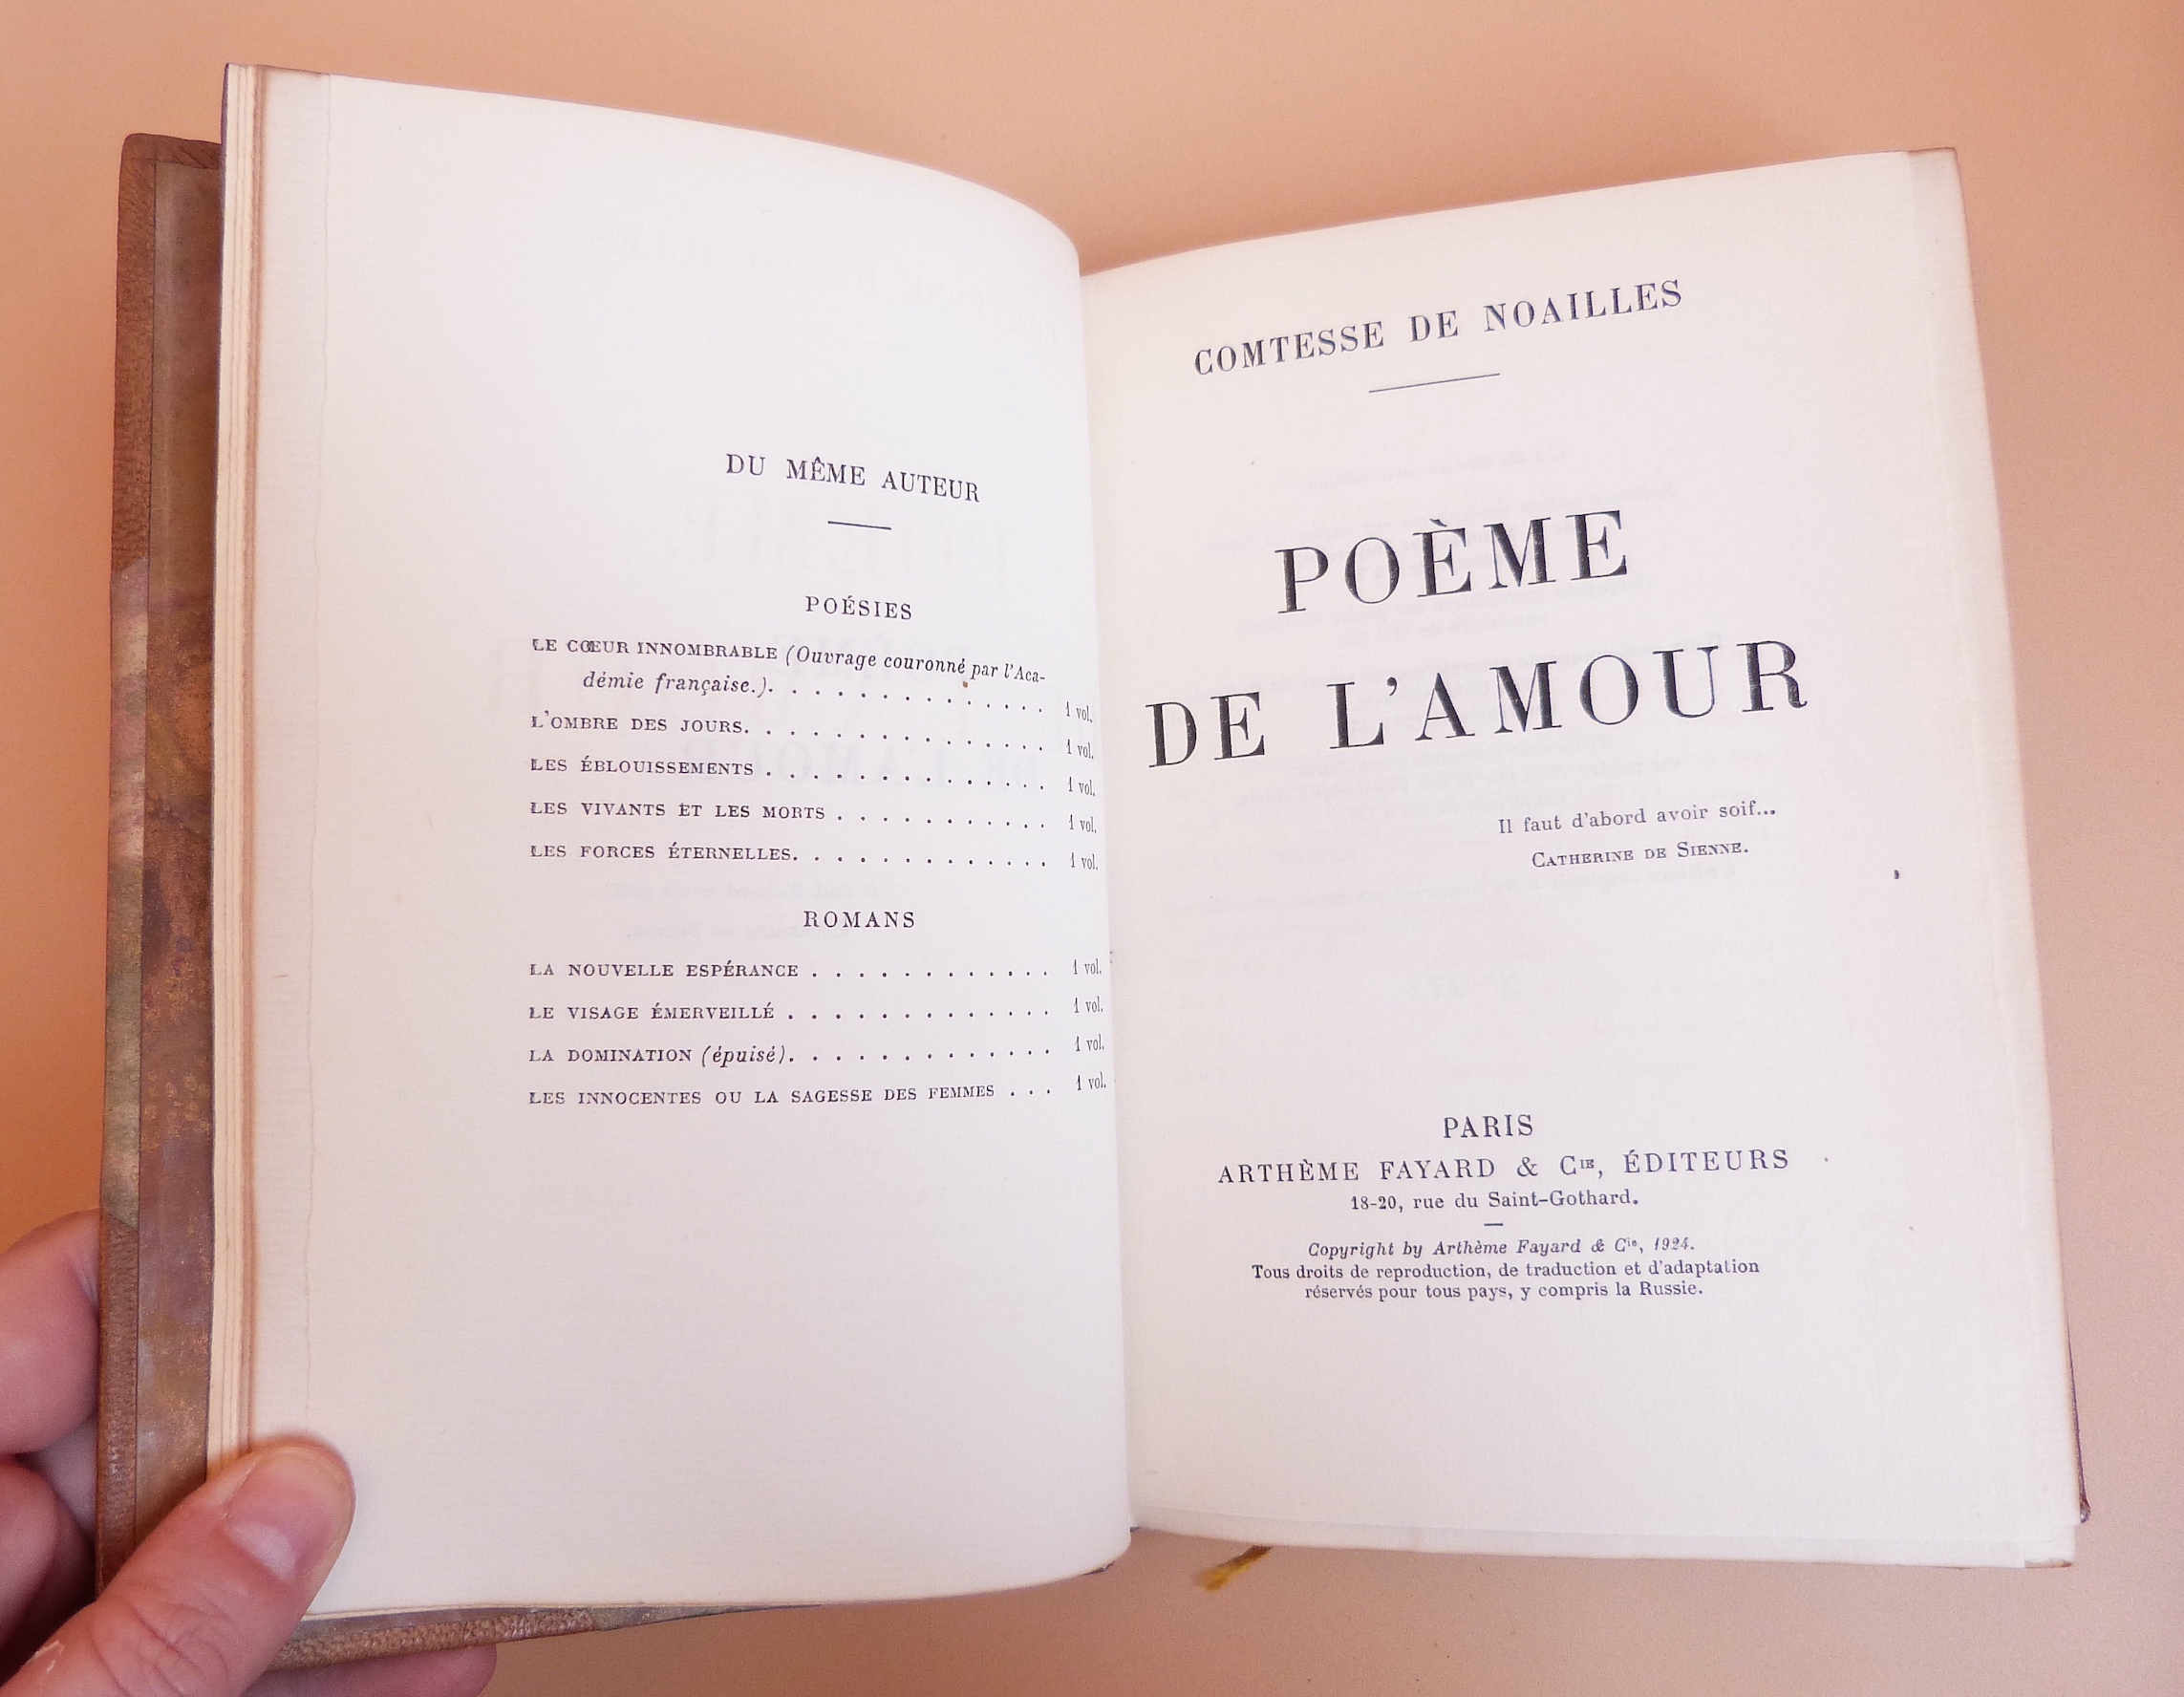 DU MÊME AUTEUR
POÉSIES
LE CŒUR INNOMBRABLE (Ouvrage couronné par l'Aca-
démie française.). . . . . . . . . . . . . 1 vol.
L'OMBRE DES JOURS. . . . . . . . . . . . . . 1 vol.
LES ÉBLOUISSEMENTS . . . . . . . . . . . . . 1 vol.
LES VIVANTS ET LES MORTS . . . . . . . . . . 1 vol.
LES FORCES ÉTERNELLES. . . . . . . . . . . . 1 vol.
ROMANS
LA NOUVELLE ESPÉRANCE . . . . . . . . . . . 1 vol.
LE VISAGE ÉMERVEILLÉ . . . . . . . . . . . . 1 vol.
LA DOMINATION (épuisé). . . . . . . . . . . . 1 vol.
LES INNOCENTES OU LA SAGESSE DES FEMMES . . . 1 vol.
COMTESSE DE NOAILLES
POÈME
DE L'AMOUR
Il faut d'abord avoir soif...
CATHERINE DE SIENNE.
PARIS
ARTHÈME FAYARD & CIE, ÉDITEURS
18-20, rue du Saint-Gothard.
Copyright by Arthème Fayard & Cie, 1924.
Tous droits de reproduction, de traduction et d'adaptation
réservés pour tous pays, y compris la Russie.